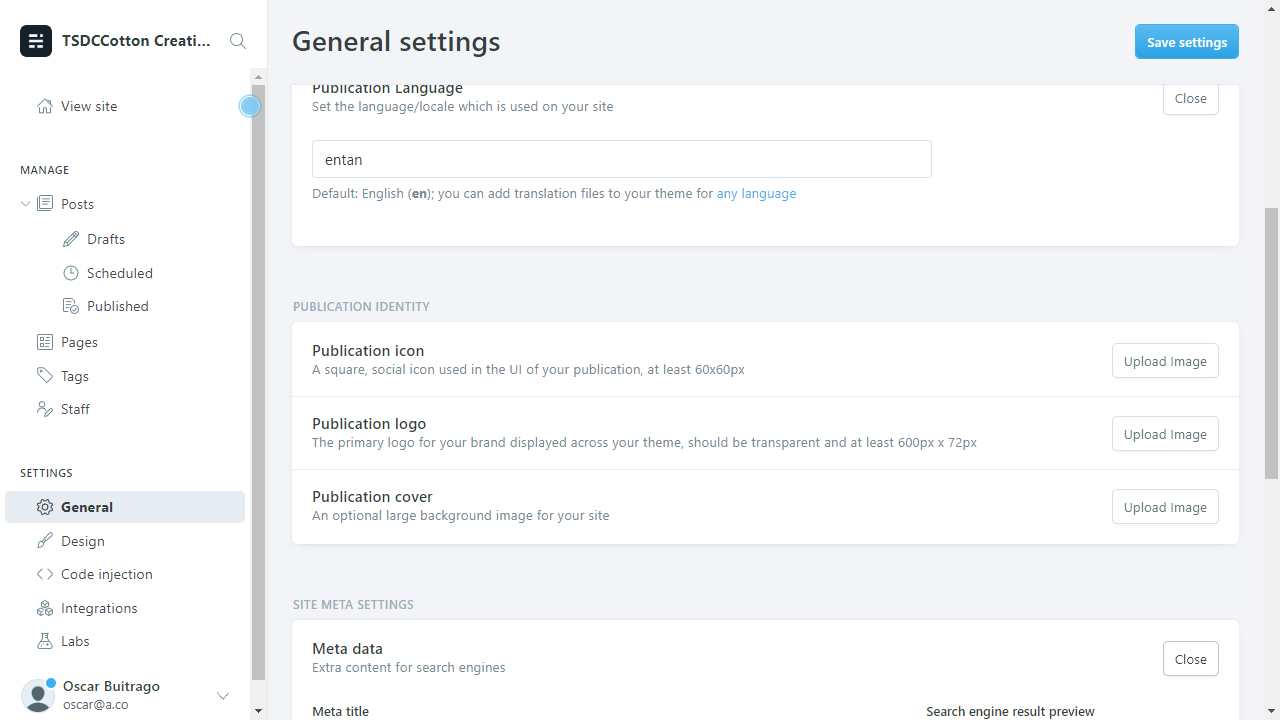 TSDCCotton Creati...
View site
MANAGE
Posts
Drafts
Scheduled
Published
Pages
Tags
Staff
SETTINGS
General
Design
Code injection
Integrations
Labs
Oscar Buitrago
oscar@a.co
General settings
Save settings
Publication Language
Set the language/locale which is used on your site
Close
entan
Default: English (en); you can add translation files to your theme for any language
PUBLICATION IDENTITY
Publication icon
A square, social icon used in the UI of your publication, at least 60x60px
Upload Image
Publication logo
The primary logo for your brand displayed across your theme, should be transparent and at least 600px x 72px
Upload Image
Publication cover
An optional large background image for your site
Upload Image
SITE META SETTINGS
Meta data
Extra content for search engines
Close
Meta title
Search engine result preview